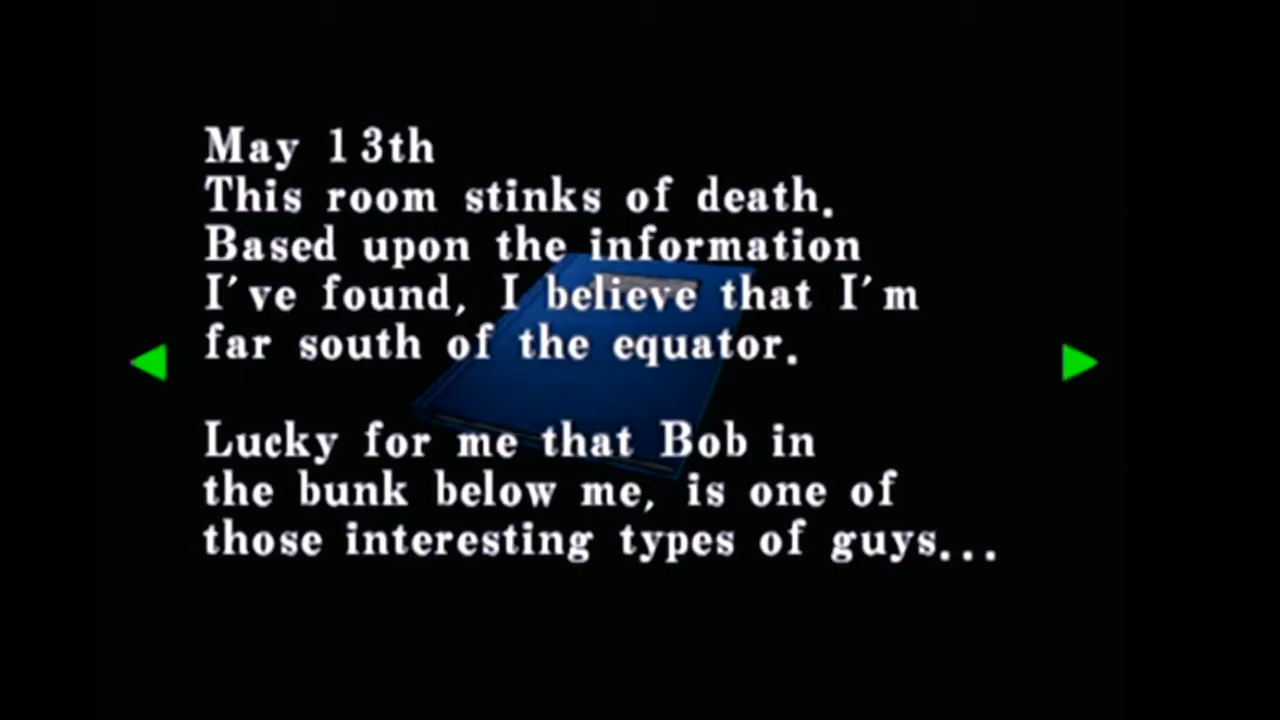 May 13th
This room stinks of death.
Based upon the information
I've found, I believe that I'm
far south of the equator.
Lucky for me that Bob in
the bunk below me, is one of
those interesting types of guys...